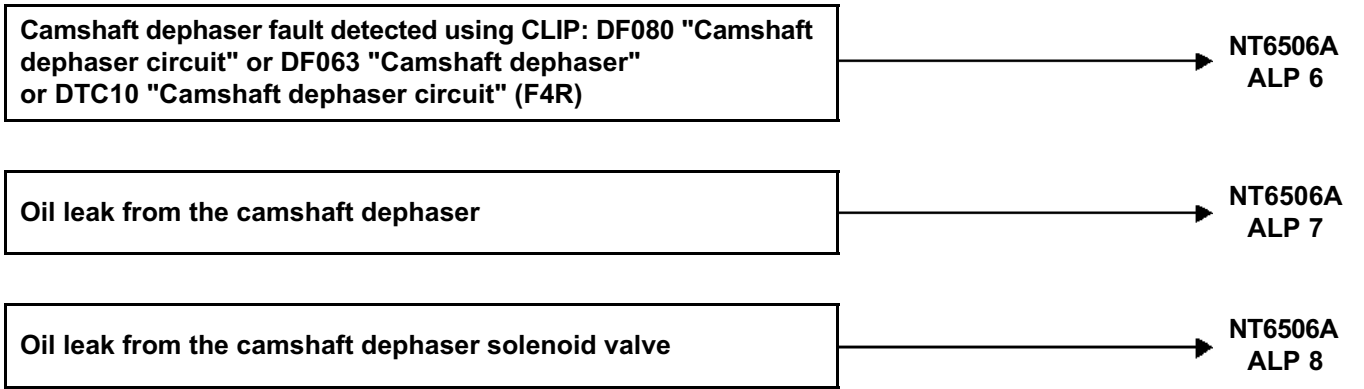 Camshaft dephaser fault detected using CLIP: DF080 "Camshaft
dephaser circuit" or DF063 "Camshaft dephaser"
or DTC10 "Camshaft dephaser circuit" (F4R)
NT6506A
ALP 6
Oil leak from the camshaft dephaser
NT6506A
ALP 7
Oil leak from the camshaft dephaser solenoid valve
NT6506A
ALP 8